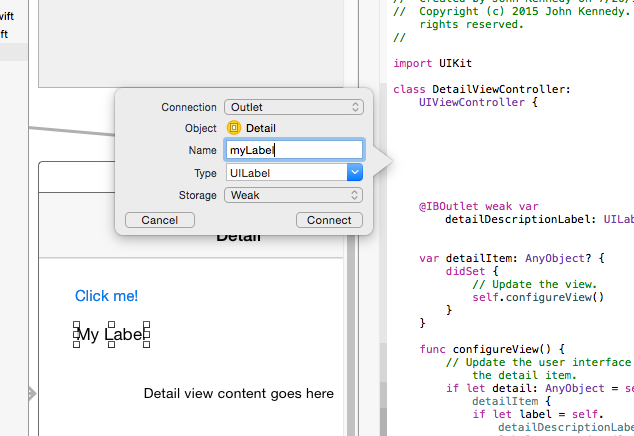 wift
ft
Connection Outlet
Object Detail
Name myLabel
Type UILabel
Storage Weak
Cancel Connect
Detail
Click me!
My Label
Detail view content goes here
// Copyright (c) 2015 John Kennedy.
rights reserved.
//
import UIKit
class DetailViewController:
UIViewController {
@IBOutlet weak var
detailDescriptionLabel: UILab
var detailItem: AnyObject? {
didSet {
// Update the view.
self.configureView()
}
}
func configureView() {
// Update the user interface
the detail item.
if let detail: AnyObject = se
detailItem {
if let label = self.
detailDescriptionLabe